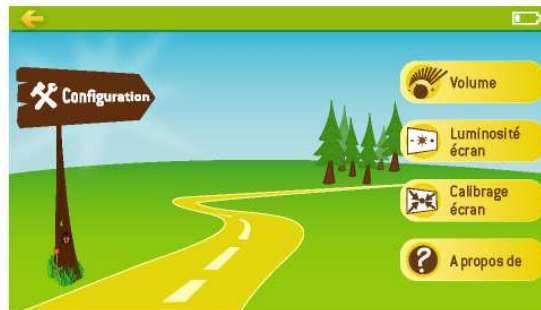 Configuration
Volume
Luminosité
écran
Calibrage
écran
A propos de